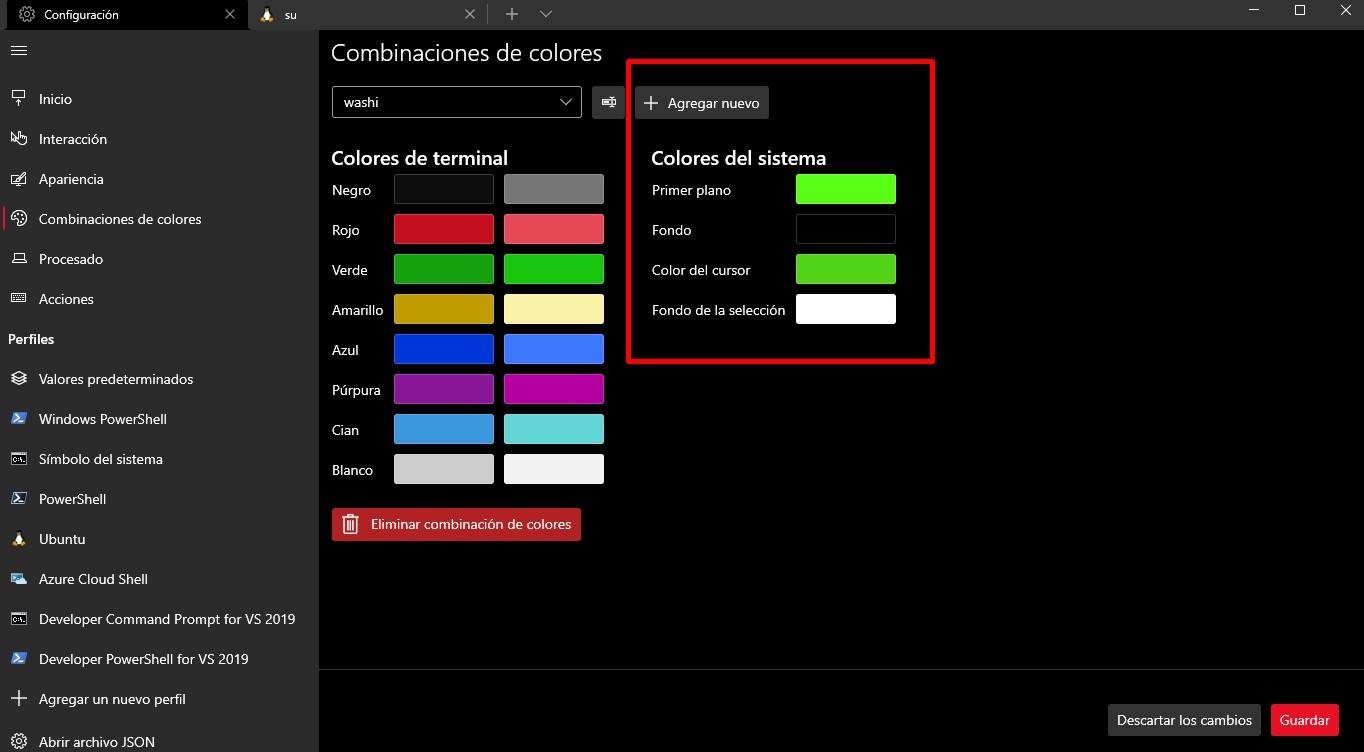 Configuración
su
Inicio
Interacción
Apariencia
Combinaciones de colores
Procesado
Acciones
Perfiles
Valores predeterminados
Windows PowerShell
Símbolo del sistema
PowerShell
Ubuntu
Azure Cloud Shell
Developer Command Prompt for VS 2019
Developer PowerShell for VS 2019
Agregar un nuevo perfil
Abrir archivo JSON
Combinaciones de colores
washi
Agregar nuevo
Colores de terminal
Negro
Rojo
Verde
Amarillo
Azul
Púrpura
Cian
Blanco
Eliminar combinación de colores
Colores del sistema
Primer plano
Fondo
Color del cursor
Fondo de la selección
Descartar los cambios
Guardar